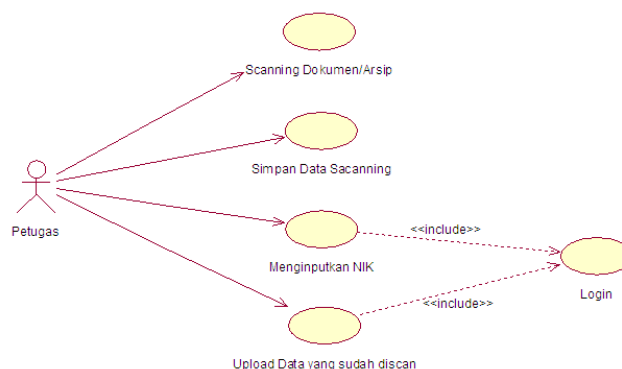 Scanning Dokumen/Arsip
Simpan Data Sacanning
Petugas
<<include>>
Menginputkan NIK
Login
<<include>>
Upload Data yang sudah discan